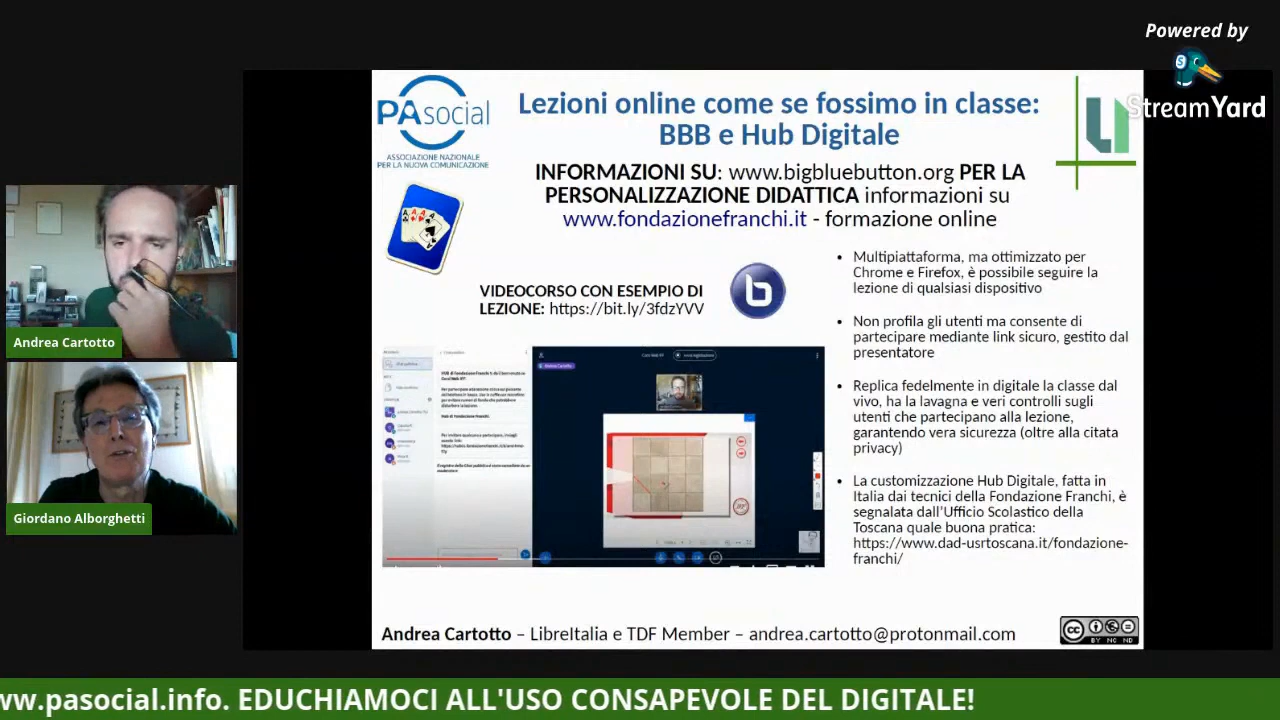 Powered by
StreamYard
PAsocial
ASSOCIAZIONE NAZIONALE
PER LA NUOVA COMUNICAZIONE
Lezioni online come se fossimo in classe:
BBB e Hub Digitale
INFORMAZIONI SU: www.bigbluebutton.org PER LA
PERSONALIZZAZIONE DIDATTICA informazioni su
www.fondazionefranchi.it - formazione online
VIDEOCORSO CON ESEMPIO DI
LEZIONE: https://bit.ly/3fdzYVV
• Multipiattaforma, ma ottimizzato per
Chrome e Firefox, è possibile seguire la
lezione di qualsiasi dispositivo
• Non profila gli utenti ma consente di
partecipare mediante link sicuro, gestito dal
presentatore
• Replica redelmente in digitale la classe dal
vivo, ha la lavagna e veri controlli sugli
utenti che partecipano alla lezione,
garantendo vera sicurezza (oltre alla citata
privacy)
• La customizzazione Hub Digitale, fatta in
Italia dai tecnici della Fondazione Franchi, è
segnalata dall'Ufficio Scolastico della
Toscana quale buona pratica:
https://www.dad-usrtoscana.it/fondazione-
franchi/
Andrea Cartotto
Giordano Alborghetti
Andrea Cartotto – LibreItalia e TDF Member – andrea.cartotto@protonmail.com
CC BY NC ND
ww.pasocial.info. EDUCHIAMOCI ALL'USO CONSAPEVOLE DEL DIGITALE!